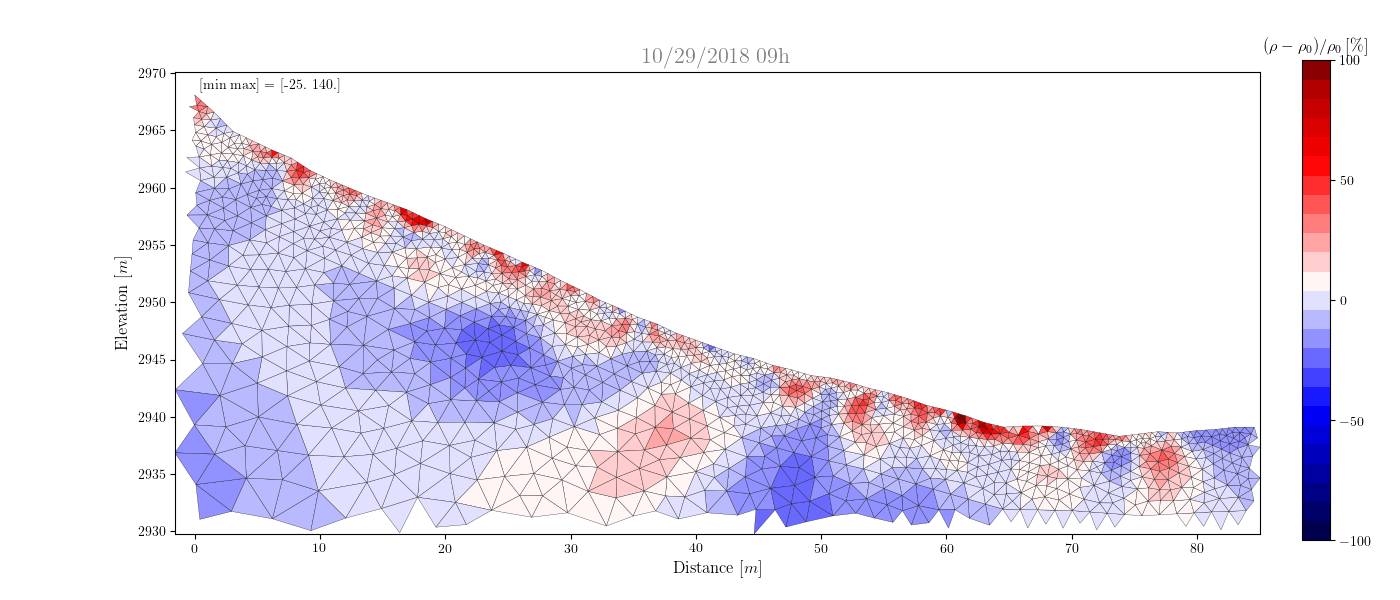 10/29/2018 09h
(ρ − ρ₀)/ρ₀ [%]
[min max] = [-25. 140.]
2970
2965
2960
2955
2950
2945
2940
2935
2930
Elevation [m]
0 10 20 30 40 50 60 70 80
Distance [m]
100
50
0
−50
−100